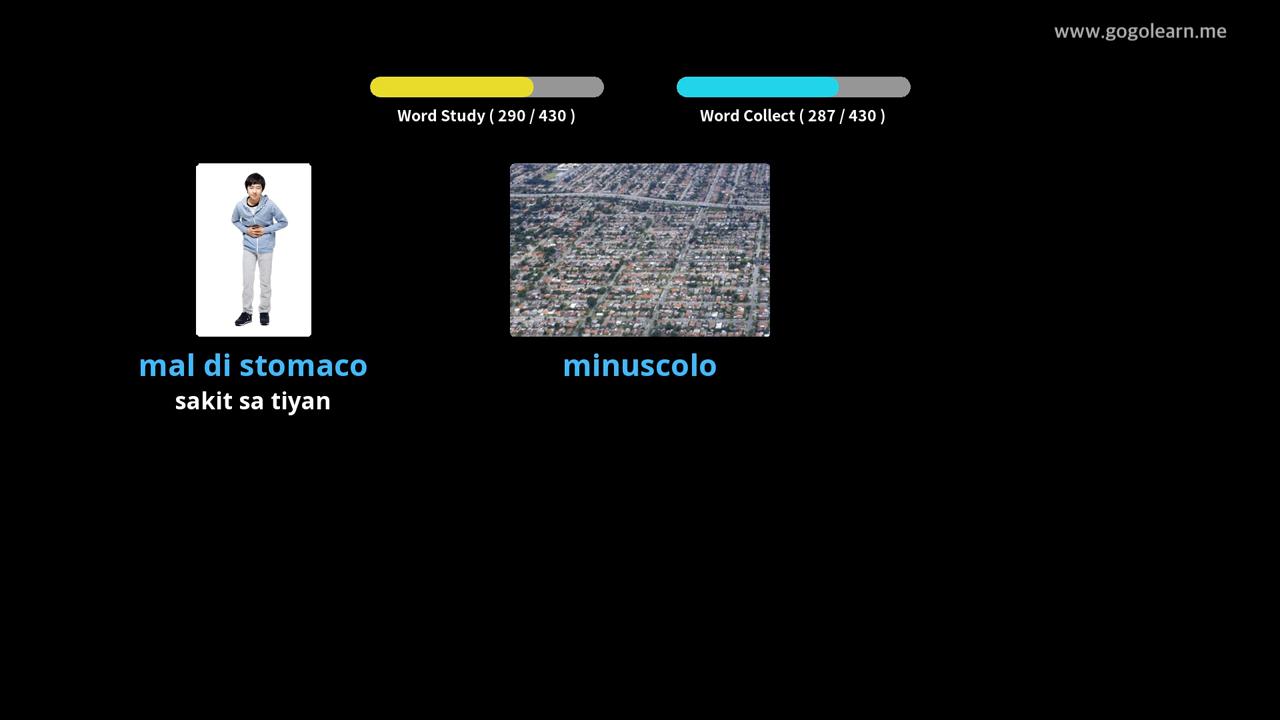 www.gogolearn.me
Word Study ( 290 / 430 )
Word Collect ( 287 / 430 )
mal di stomaco
sakit sa tiyan
minuscolo